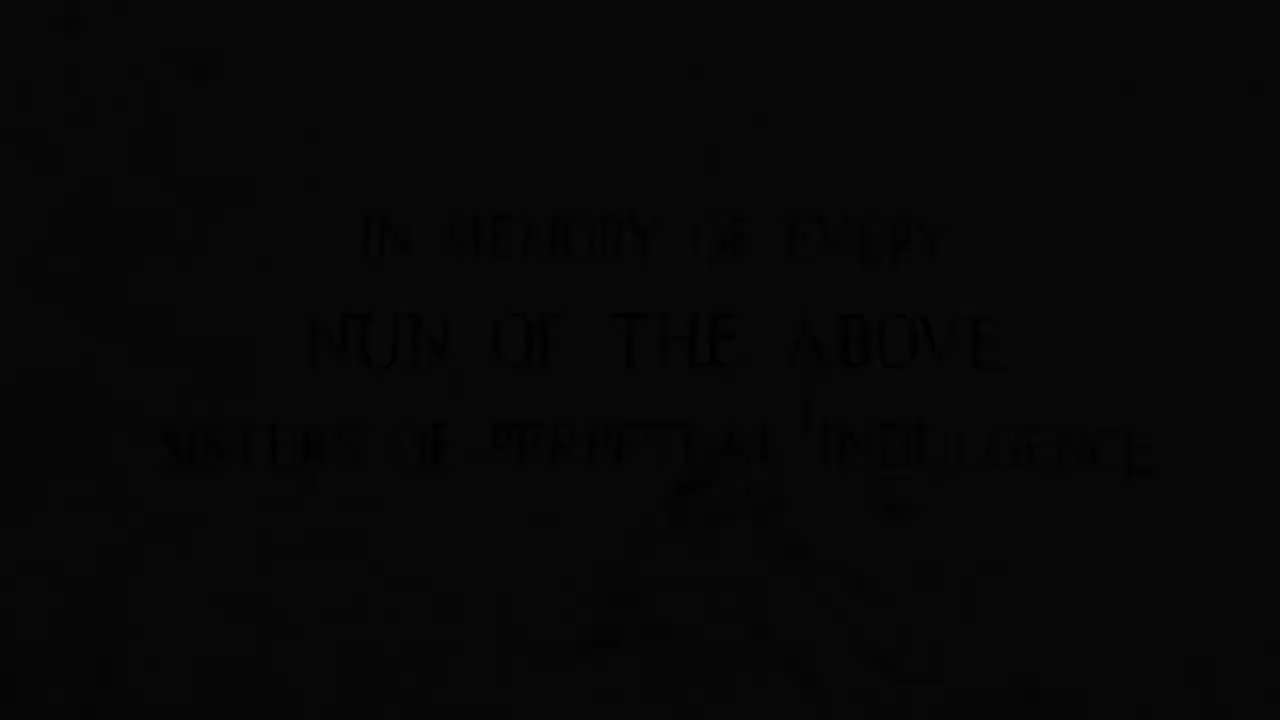 IN MEMORY OF EVERY
NUN OF THE ABOVE
SISTERS OF PERPETUAL INDULGENCE